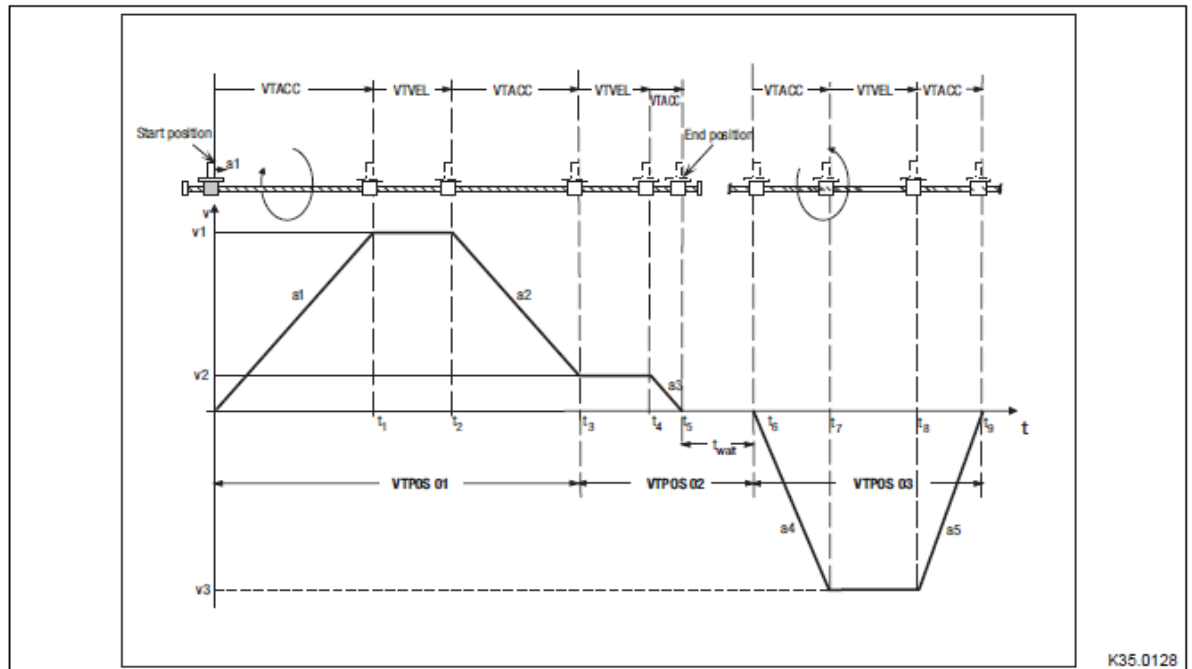 VTACC VTVEL VTACC VTVEL VTACC VTACC VTVEL VTACC
Start position
End position
a1
v
v1
a1
a2
v2
a3
t1 t2 t3 t4 t5 t6 t7 t8 t9
t
twait
VTPOS 01 VTPOS 02 VTPOS 03
a4
a5
v3
K35.0128